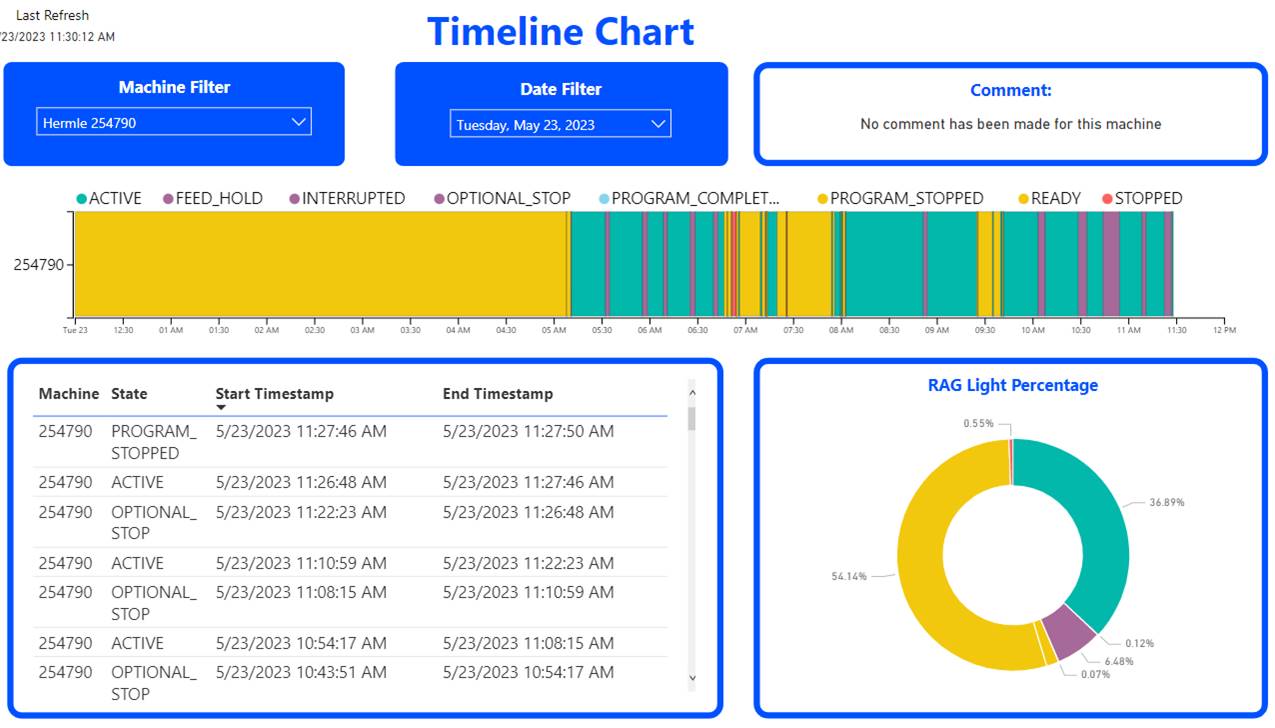 Last Refresh
/23/2023 11:30:12 AM
Timeline Chart
Machine Filter
Hermle 254790
Date Filter
Tuesday, May 23, 2023
Comment:
No comment has been made for this machine
ACTIVE FEED_HOLD INTERRUPTED OPTIONAL_STOP PROGRAM_COMPLET... PROGRAM_STOPPED READY STOPPED
254790
Tue 23 12:30 01 AM 01:30 02 AM 02:30 03 AM 03:30 04 AM 04:30 05 AM 05:30 06 AM 06:30 07 AM 07:30 08 AM 08:30 09 AM 09:30 10 AM 10:30 11 AM 11:30 12 PM
Machine State Start Timestamp End Timestamp
254790 PROGRAM_ 5/23/2023 11:27:46 AM 5/23/2023 11:27:50 AM
STOPPED
254790 ACTIVE 5/23/2023 11:26:48 AM 5/23/2023 11:27:46 AM
254790 OPTIONAL_ 5/23/2023 11:22:23 AM 5/23/2023 11:26:48 AM
STOP
254790 ACTIVE 5/23/2023 11:10:59 AM 5/23/2023 11:22:23 AM
254790 OPTIONAL_ 5/23/2023 11:08:15 AM 5/23/2023 11:10:59 AM
STOP
254790 ACTIVE 5/23/2023 10:54:17 AM 5/23/2023 11:08:15 AM
254790 OPTIONAL_ 5/23/2023 10:43:51 AM 5/23/2023 10:54:17 AM
STOP
RAG Light Percentage
0.55%
36.89%
54.14%
0.12%
6.48%
0.07%